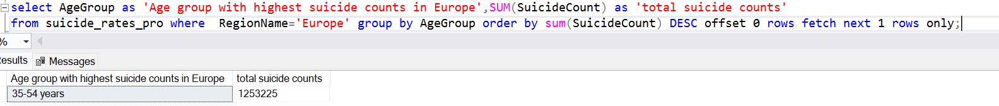 select AgeGroup as 'Age group with highest suicide counts in Europe',SUM(SuicideCount) as 'total suicide counts'
from suicide_rates_pro where  RegionName='Europe' group by AgeGroup order by sum(SuicideCount) DESC offset 0 rows fetch next 1 rows only;
%
esults Messages
Age group with highest suicide counts in Europe total suicide counts
35-54 years 1253225